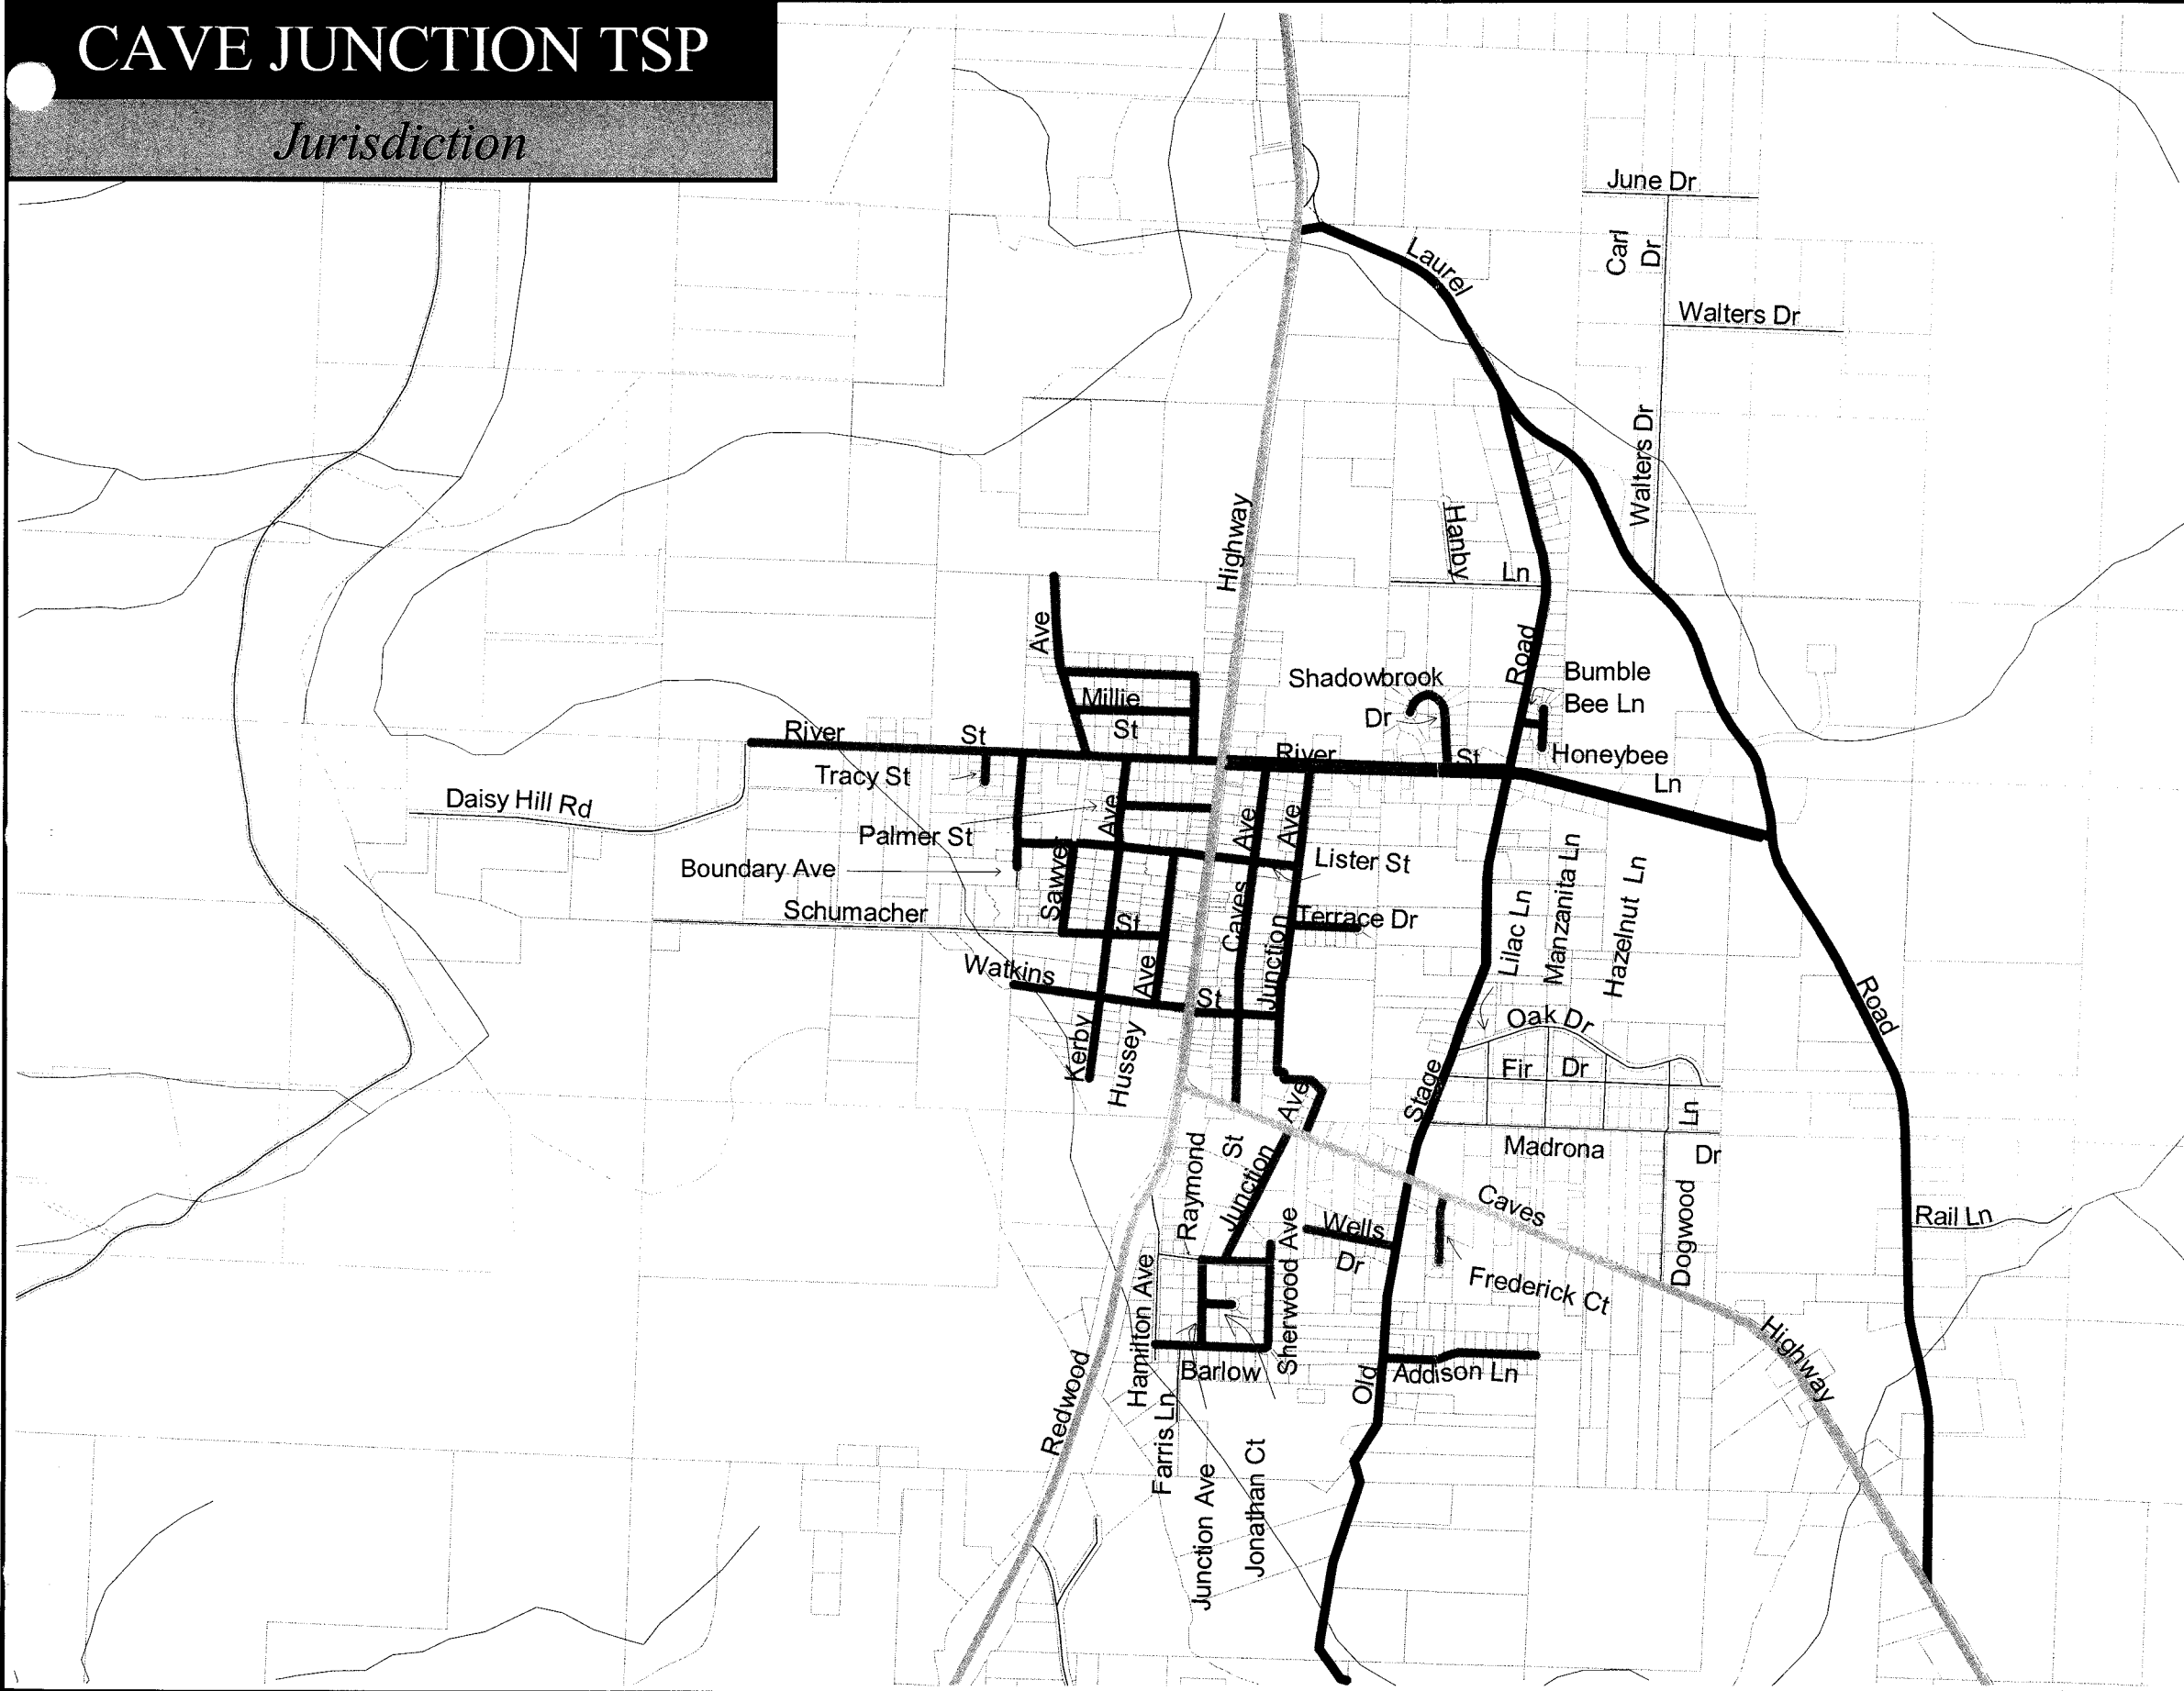 CAVE JUNCTION TSP
Jurisdiction
June Dr
Carl
Dr
Laurel
Walters Dr
Walters Dr
Highway
Hanby
Ln
Ave
Road
Bumble
Bee Ln
Shadowbrook
Dr
Millie
St
River
St
River
St
Honeybee
Ln
Tracy St
Daisy Hill Rd
Palmer St
Ave
Ave
Ave
Lister St
Boundary Ave
Sawyer
Schumacher
St
Caves
Terrace Dr
Junction
Lilac Ln
Manzanita Ln
Hazelnut Ln
Watkins
Ave
St
Road
Oak Dr
Kerby
Hussey
Fir Dr
Stage
Ave
Ln
Madrona
Dr
Raymond
St
Junction
Caves
Dogwood
Rail Ln
Wells
Dr
Sherwood Ave
Frederick Ct
Hamilton Ave
Highway
Redwood
Barlow
Old
Addison Ln
Farris Ln
Junction Ave
Jonathan Ct